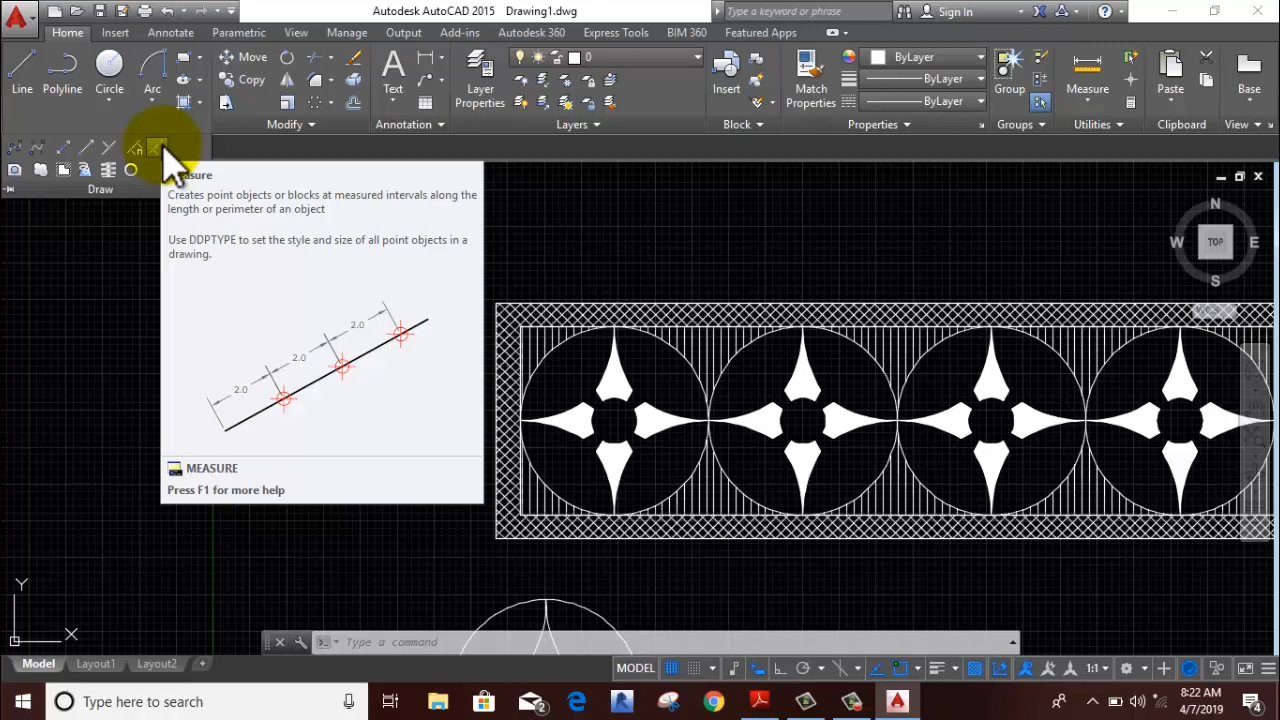 Autodesk AutoCAD 2015 Drawing1.dwg
Type a keyword or phrase
Sign In
Home Insert Annotate Parametric View Manage Output Add-ins Autodesk 360 Express Tools BIM 360 Featured Apps
Line
Polyline
Circle
Arc
Move
Copy
Modify
Text
Annotation
Layer
Properties
0
Layers
Insert
Block
Match
Properties
ByLayer
ByLayer
ByLayer
Properties
Group
Groups
Measure
Utilities
Paste
Clipboard
Base
View
Draw
Creates point objects or blocks at measured intervals along the
length or perimeter of an object
Use DDPTYPE to set the style and size of all point objects in a
drawing.
2.0
2.0
2.0
MEASURE
Press F1 for more help
N
W TOP E
S
WCS
Y
X
Type a command
Model Layout1 Layout2 +
MODEL
1:1
Type here to search
2
8:22 AM
4/7/2019
4